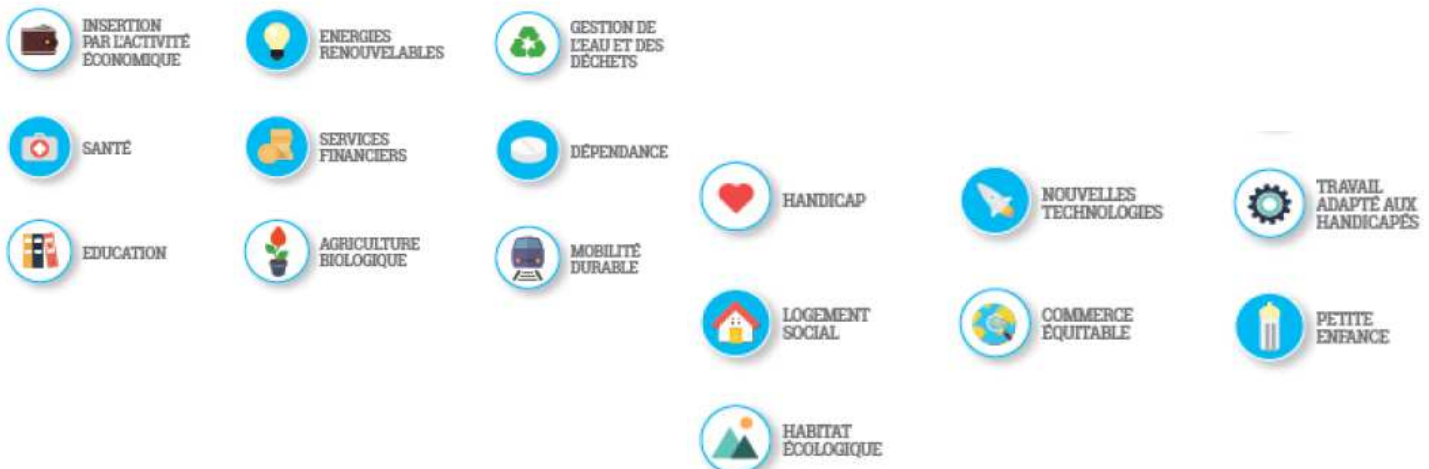 INSERTION
PAR L'ACTIVITÉ
ÉCONOMIQUE
ENERGIES
RENOUVELABLES
GESTION DE
L'EAU ET DES
DÉCHETS
SANTÉ
SERVICES
FINANCIERS
DÉPENDANCE
EDUCATION
AGRICULTURE
BIOLOGIQUE
MOBILITÉ
DURABLE
HANDICAP
NOUVELLES
TECHNOLOGIES
TRAVAIL
ADAPTÉ AUX
HANDICAPÉS
LOGEMENT
SOCIAL
COMMERCE
ÉQUITABLE
PETITE
ENFANCE
HABITAT
ÉCOLOGIQUE